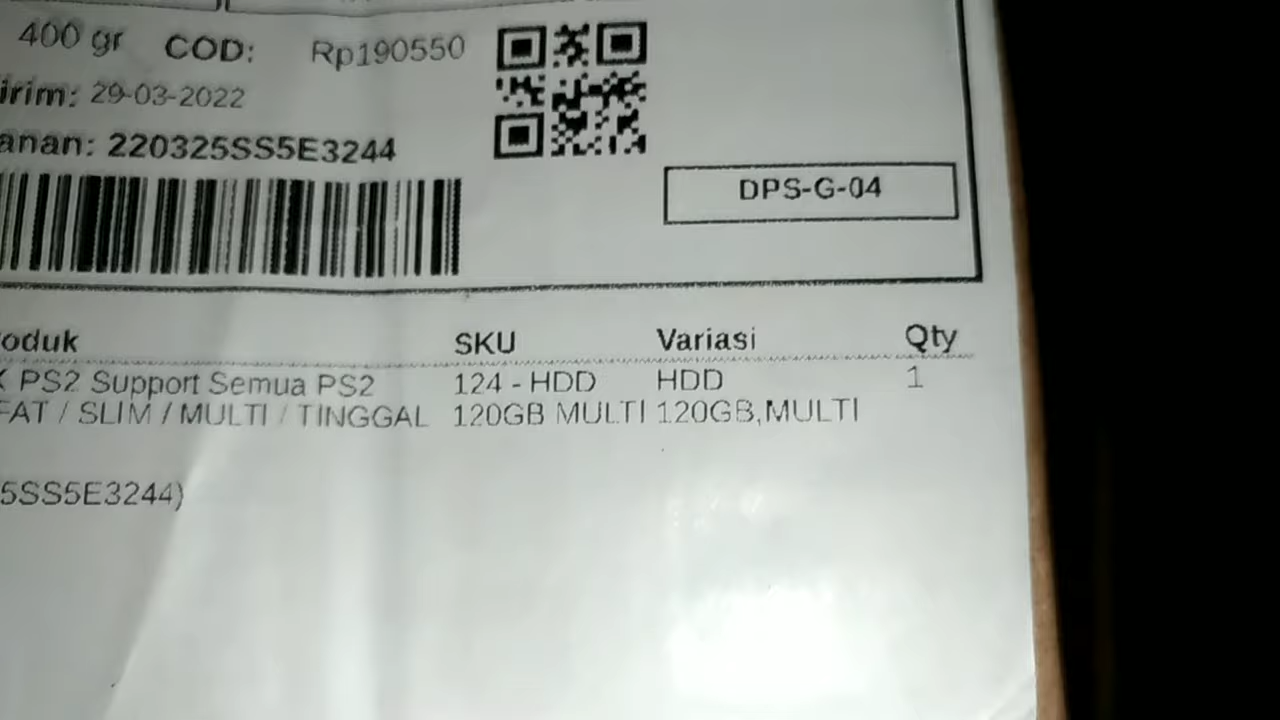 400 gr COD: Rp190550
irim: 29-03-2022
anan: 220325SS5E3244
DPS-G-04
oduk SKU Variasi Qty
K PS2 Support Semua PS2 124 - HDD HDD 1
FAT / SLIM / MULTI / TINGGAL 120GB MULTI 120GB,MULTI
5SS5E3244)